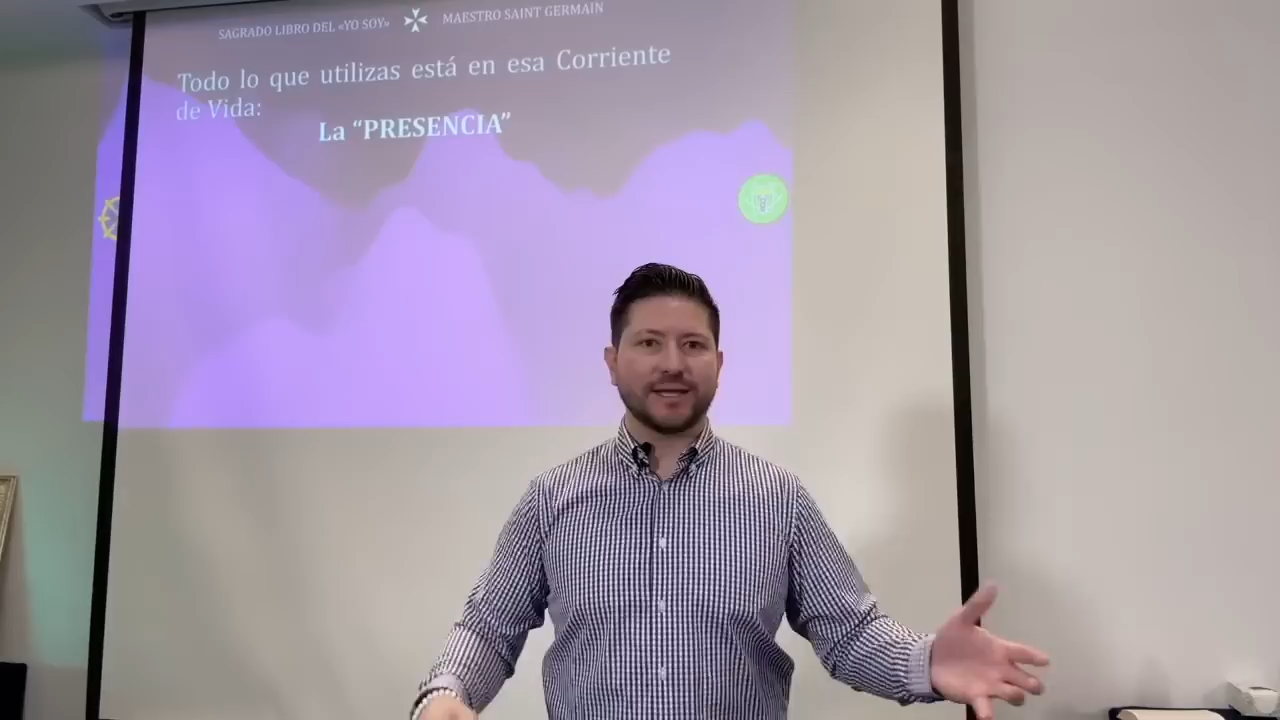 SAGRADO LIBRO DEL «YO SOY» MAESTRO SAINT GERMAIN
Todo lo que utilizas está en esa Corriente
de Vida:
La “PRESENCIA”